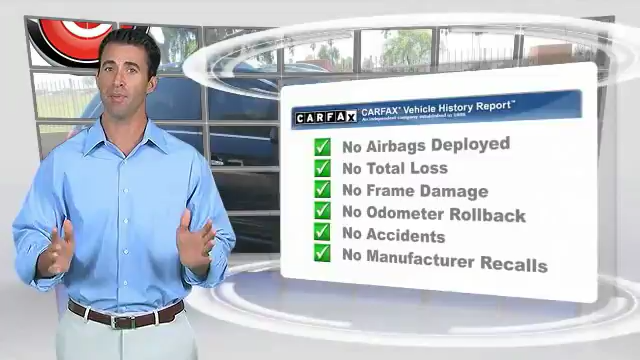 CARFAX
CARFAX Vehicle History Report™
An independent company established in 1986
No Airbags Deployed
No Total Loss
No Frame Damage
No Odometer Rollback
No Accidents
No Manufacturer Recalls